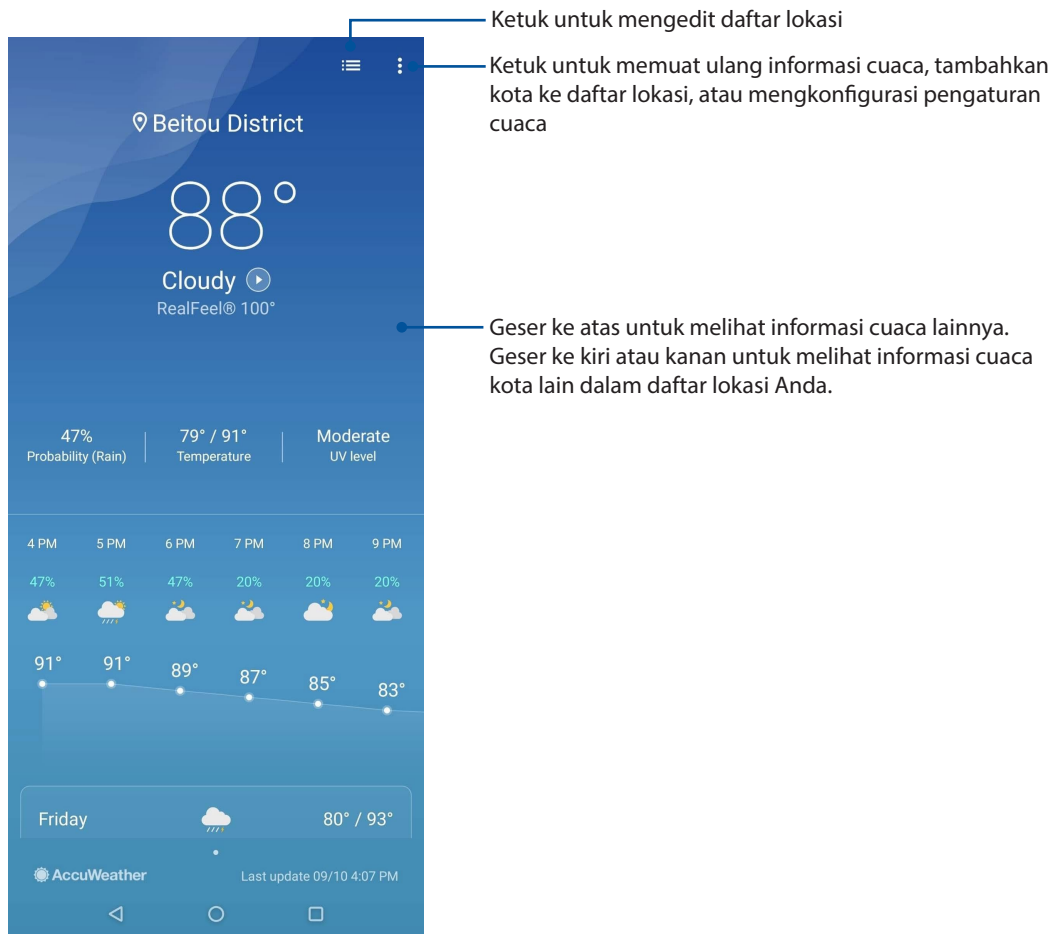 Ketuk untuk mengedit daftar lokasi
Ketuk untuk memuat ulang informasi cuaca, tambahkan
kota ke daftar lokasi, atau mengkonfigurasi pengaturan
cuaca
Beitou District
88°
Cloudy
RealFeel® 100°
Geser ke atas untuk melihat informasi cuaca lainnya.
Geser ke kiri atau kanan untuk melihat informasi cuaca
kota lain dalam daftar lokasi Anda.
47% 79° / 91° Moderate
Probability (Rain) Temperature UV level
4 PM 5 PM 6 PM 7 PM 8 PM 9 PM
47% 51% 47% 20% 20% 20%
91° 91° 89° 87° 85° 83°
Friday 80° / 93°
AccuWeather Last update 09/10 4:07 PM